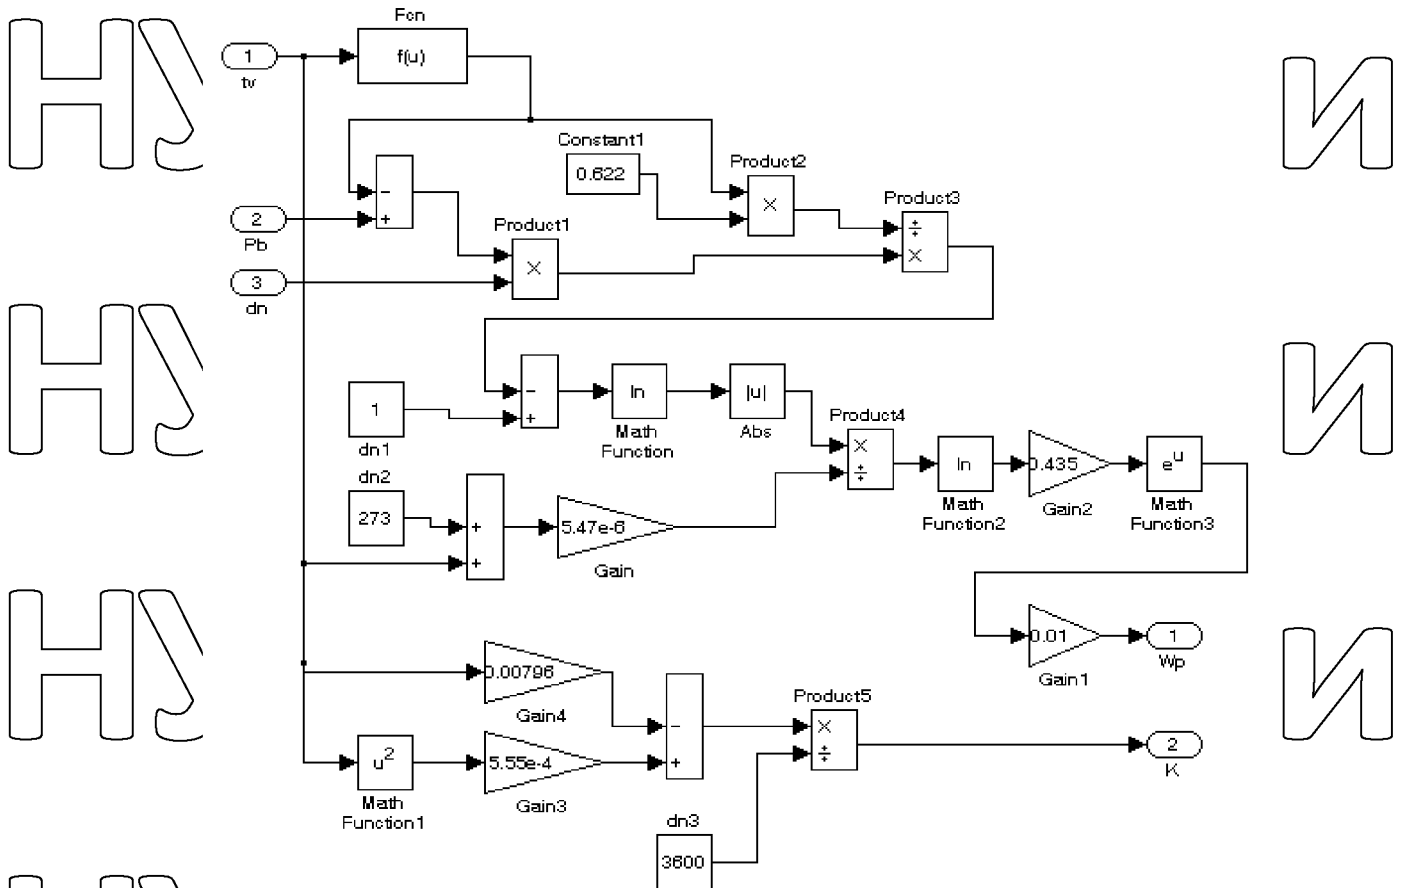 Fcn
1
f(u)
tv
Constant1
0.622
Product2
×
Product3
÷
×
−
+
2
Pb
Product1
×
3
dn
1
dn1
−
+
ln
Math
Function
|u|
Abs
Product4
×
÷
ln
Math
Function2
0.435
Gain2
e^u
Math
Function3
dn2
273
+
+
5.47e-6
Gain
0.01
Gain1
1
Wp
0.00796
Gain4
−
+
Product5
×
÷
2
K
u^2
Math
Function1
5.55e-4
Gain3
dn3
3600
НУ
И
НУ
И
НУ
И